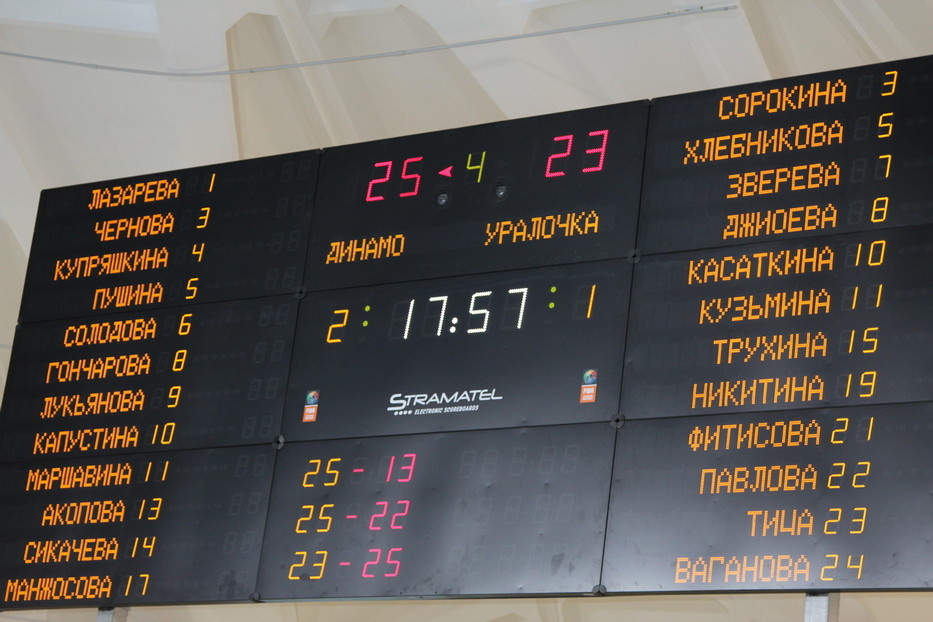 ЛАЗАРЕВА 1
ЧЕРНОВА 3
КУПРЯШКИНА 4
ПУШИНА 5
СОЛОДОВА 6
ГОНЧАРОВА 8
ЛУКЬЯНОВА 9
КАПУСТИНА 10
МАРШАВИНА 11
АКОПОВА 13
СИКАЧЕВА 14
МАНЖОСОВА 17
25 4 23
ДИНАМО УРАЛОЧКА
2 : 17:57 : 1
STRAMATEL
ELECTRONIC SCOREBOARDS
25 - 13
25 - 22
23 - 25
СОРОКИНА 3
ХЛЕБНИКОВА 5
ЗВЕРЕВА 7
ДЖИОЕВА 8
КАСАТКИНА 10
КУЗЬМИНА 11
ТРУХИНА 15
НИКИТИНА 19
ФИТИСОВА 21
ПАВЛОВА 22
ТИЦА 23
ВАГАНОВА 24